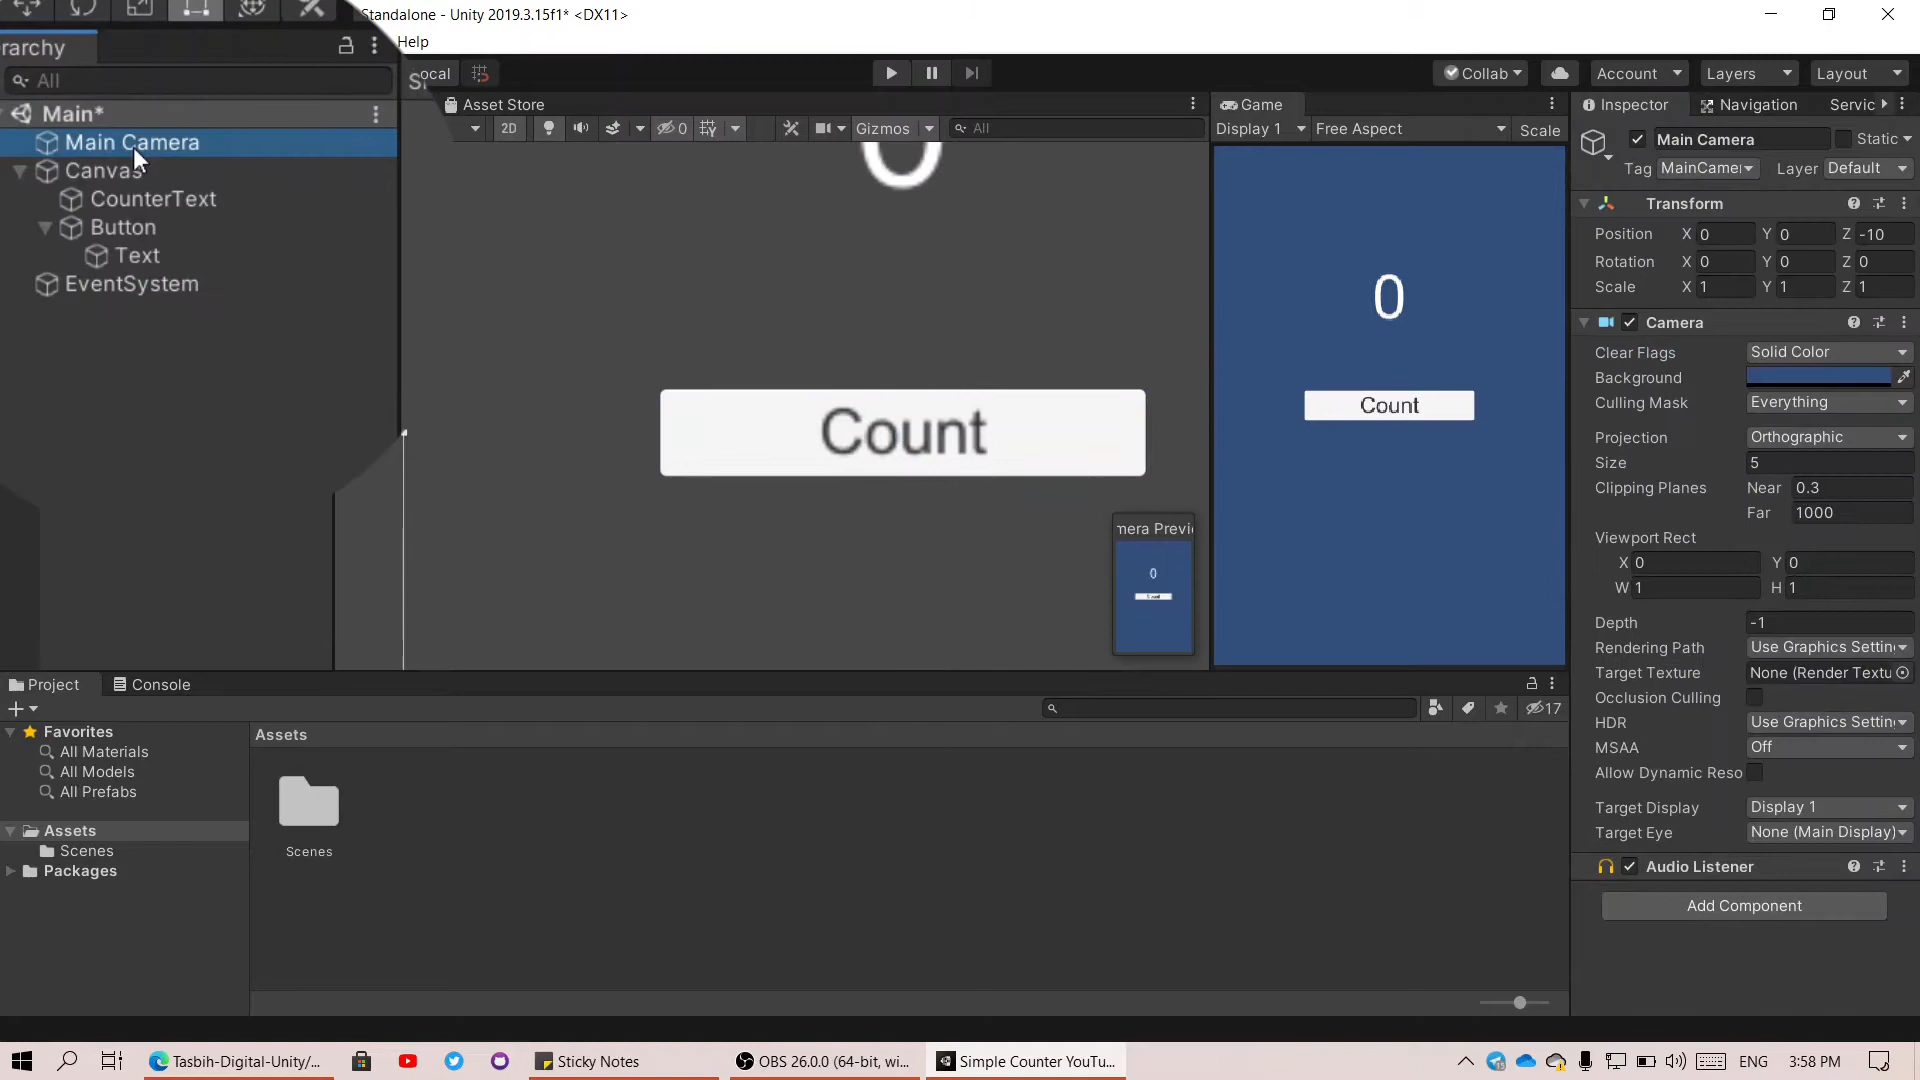 Standalone - Unity 2019.3.15f1* <DX11>
Help
erarchy
All
Main*
Main Camera
Canvas
CounterText
Button
Text
EventSystem
ocal
Collab
Account
Layers
Layout
Asset Store
2D
0
Gizmos
All
0
Count
mera Previ
0
Count
Game
Display 1
Free Aspect
Scale
0
Count
Inspector
Navigation
Servic
Main Camera
Static
Tag
MainCamer
Layer
Default
Transform
Position X 0 Y 0 Z -10
Rotation X 0 Y 0 Z 0
Scale X 1 Y 1 Z 1
Camera
Clear Flags Solid Color
Background
Culling Mask Everything
Projection Orthographic
Size 5
Clipping Planes Near 0.3
Far 1000
Viewport Rect
X 0 Y 0
W 1 H 1
Depth -1
Rendering Path Use Graphics Settin
Target Texture None (Render Textu
Occlusion Culling
HDR Use Graphics Settin
MSAA Off
Allow Dynamic Reso
Target Display Display 1
Target Eye None (Main Display)
Audio Listener
Add Component
Project
Console
17
Favorites
All Materials
All Models
All Prefabs
Assets
Scenes
Packages
Assets
Scenes
Tasbih-Digital-Unity/...
Sticky Notes
OBS 26.0.0 (64-bit, wi...
Simple Counter YouTu...
ENG
3:58 PM